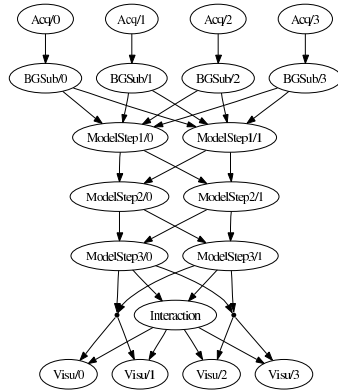 Acq/0 Acq/1 Acq/2 Acq/3
BGSub/0 BGSub/1 BGSub/2 BGSub/3
ModelStep1/0 ModelStep1/1
ModelStep2/0 ModelStep2/1
ModelStep3/0 ModelStep3/1
Interaction
Visu/0 Visu/1 Visu/2 Visu/3